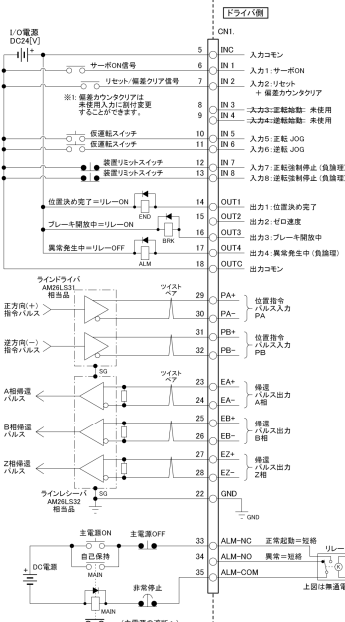 ドライバ側
I/O電源
DC24[V]
CN1.
5 INC 入力コモン
サーボON信号 6 IN 1 入力1:サーボON
リセット/偏差クリア信号 7 IN 2 入力2:リセット
+ 偏差カウンタクリア
※1: 偏差カウンタクリアは
未使用入力に割付変更
することができます。
8 IN 3 入力3:正転始動: 未使用
9 IN 4 入力4:逆転始動: 未使用
仮運転スイッチ 10 IN 5 入力5:正転 JOG
仮運転スイッチ 11 IN 6 入力6:逆転 JOG
装置リミットスイッチ 12 IN 7 入力7:正転強制停止(負論理)
装置リミットスイッチ 13 IN 8 入力8:逆転強制停止(負論理)
位置決め完了=リレーON END 14 OUT1 出力1:位置決め完了
15 OUT2 出力2:ゼロ速度
ブレーキ開放中=リレーON BRK 16 OUT3 出力3:ブレーキ開放中
異常発生中=リレーOFF ALM 17 OUT4 出力4:異常発生中(負論理)
18 OUTC 出力コモン
ラインドライバ
AM26LS31
相当品
ツイスト
ペア
正方向(+)
指令パルス
29 PA+
30 PA-
位置指令
パルス入力
PA
逆方向(-)
指令パルス
31 PB+
32 PB-
位置指令
パルス入力
PB
SG
ツイスト
ペア
A相帰還
パルス
23 EA+
24 EA-
帰還
パルス出力
A相
B相帰還
パルス
25 EB+
26 EB-
帰還
パルス出力
B相
Z相帰還
パルス
27 EZ+
28 EZ-
帰還
パルス出力
Z相
ラインレシーバ
AM26LS32
相当品
SG
22 GND
GND
主電源ON 主電源OFF 33 ALM-NC 正常起動=短絡
自己保持 34 ALM-NO 異常=短絡 リレー
MAIN
35 ALM-COM
DC電源
上図は無通電
非常停止
MAIN